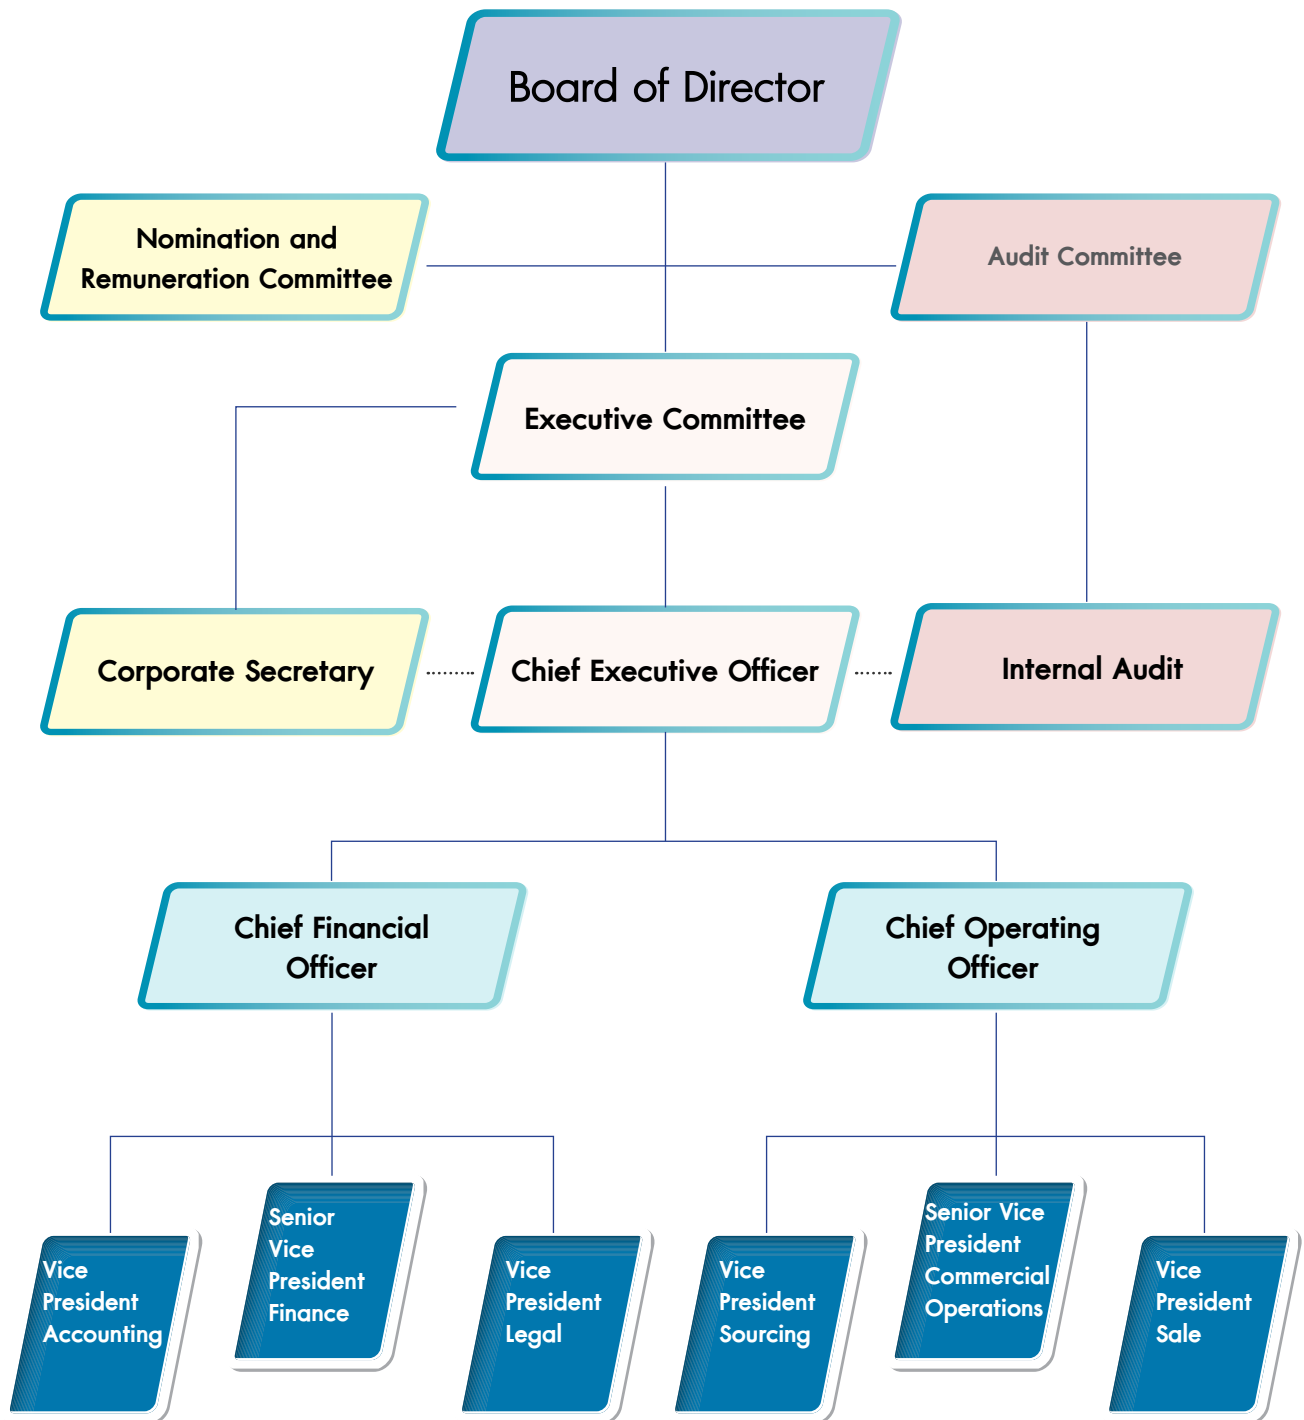 Board of Director
Nomination and
Remuneration Committee
Audit Committee
Executive Committee
Corporate Secretary
Chief Executive Officer
Internal Audit
Chief Financial
Officer
Chief Operating
Officer
Vice
President
Accounting
Senior
Vice
President
Finance
Vice
President
Legal
Vice
President
Sourcing
Senior Vice
President
Commercial
Operations
Vice
President
Sale